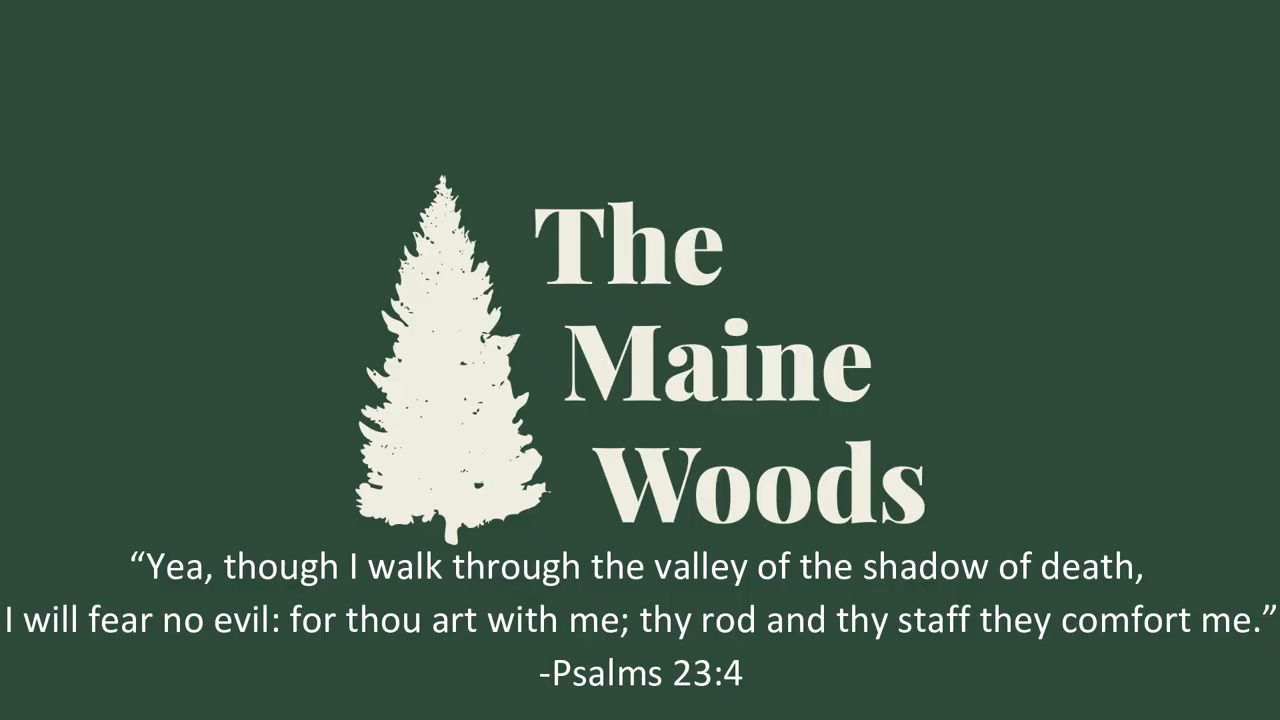 The
Maine
Woods
“Yea, though I walk through the valley of the shadow of death,
I will fear no evil: for thou art with me; thy rod and thy staff they comfort me.”
-Psalms 23:4